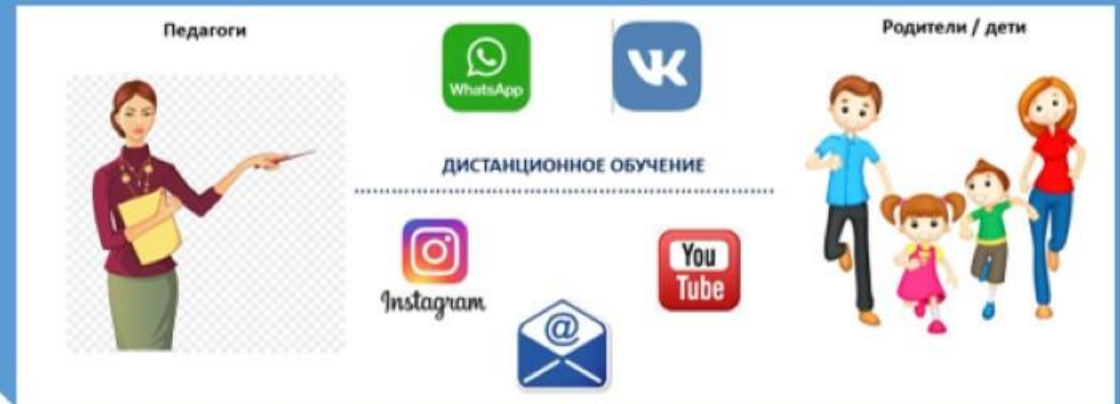 Педагоги
Родители / дети
WhatsApp
ДИСТАНЦИОННОЕ ОБУЧЕНИЕ
Instagram
You
Tube
@